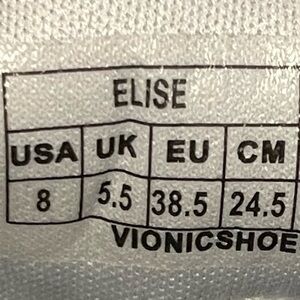 ELISE
USA UK EU CM
8 5.5 38.5 24.5
VIONICSHOE